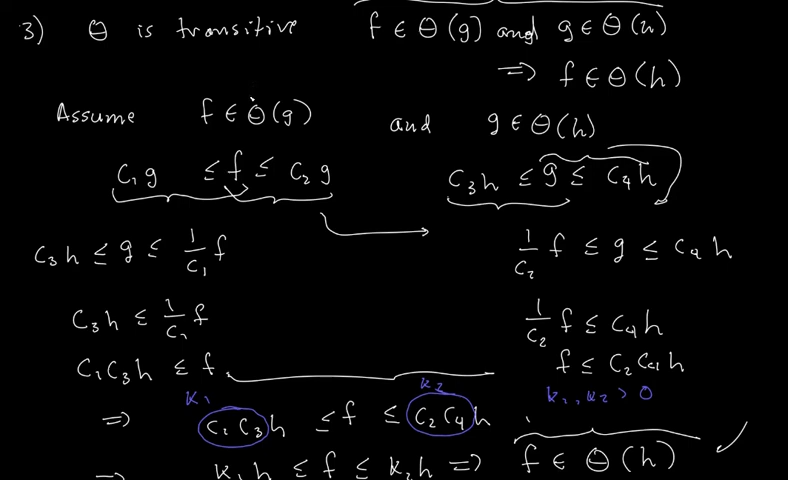 3) Θ is transitive f ∈ Θ(g) and g ∈ Θ(h)
⇒ f ∈ Θ(h)
Assume f ∈ Θ(g) and g ∈ Θ(h)
C₁g ≤ f ≤ C₂g C₃h ≤ g ≤ C₄h
C₃h ≤ g ≤ 1/C₁ f 1/C₂ f ≤ g ≤ C₄h
C₃h ≤ 1/C₁ f 1/C₂ f ≤ C₄h
C₁C₃h ≤ f f ≤ C₂C₄h
K₁ K₂ K₁, K₂ > 0
⇒ C₁C₃h ≤ f ≤ C₂C₄h
⇒ K₁h ≤ f ≤ K₂h ⇒ f ∈ Θ(h)